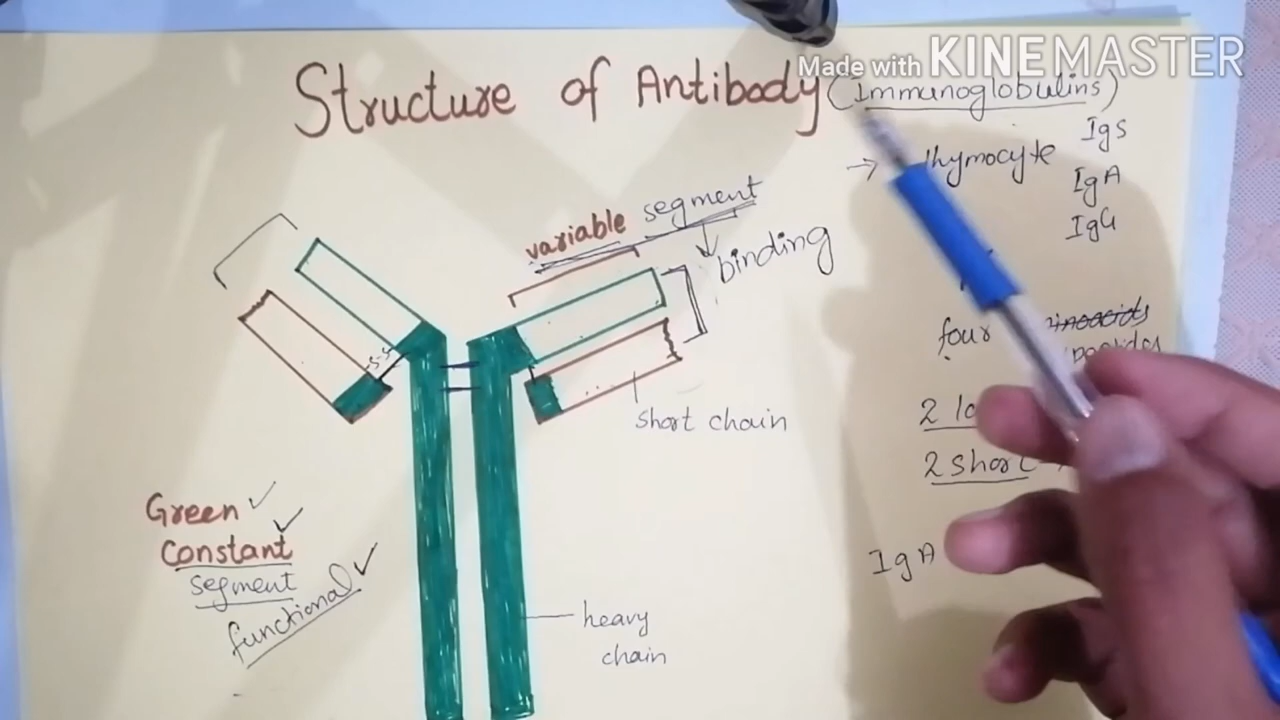 Made with KINEMASTER
Structure of Antibody (Immunoglobulins)
IgS
→ Thymocyte
IgA
IgG
variable segment
binding
S-S
four
short chain
2
2 short
Green ✓
Constant ✓
segment
functional ✓
IgA
heavy
chain